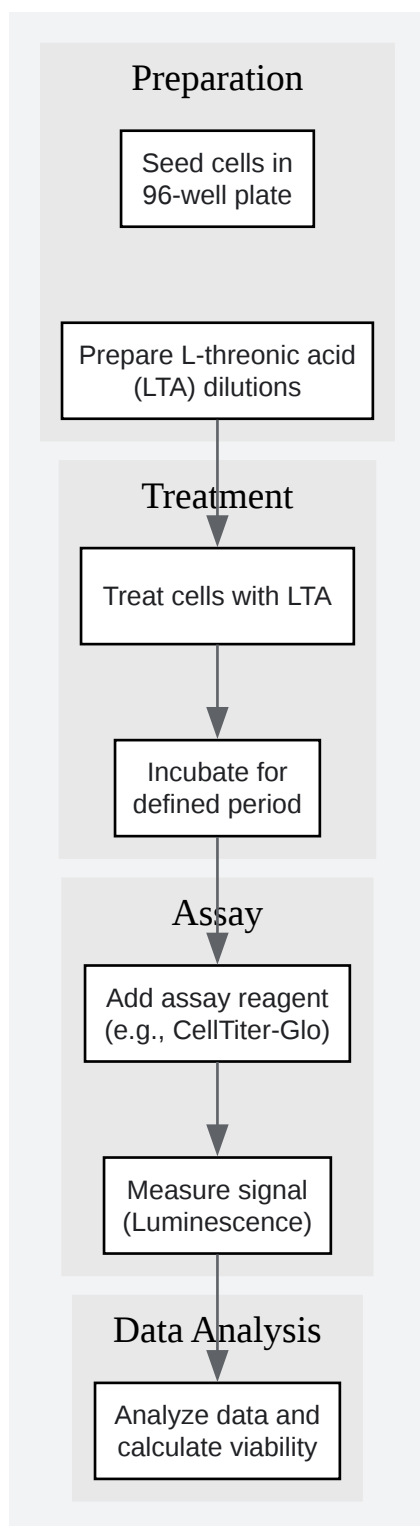 Preparation
Seed cells in
96-well plate
Prepare L-threonic acid
(LTA) dilutions
Treatment
Treat cells with LTA
Incubate for
defined period
Assay
Add assay reagent
(e.g., CellTiter-Glo)
Measure signal
(Luminescence)
Data Analysis
Analyze data and
calculate viability